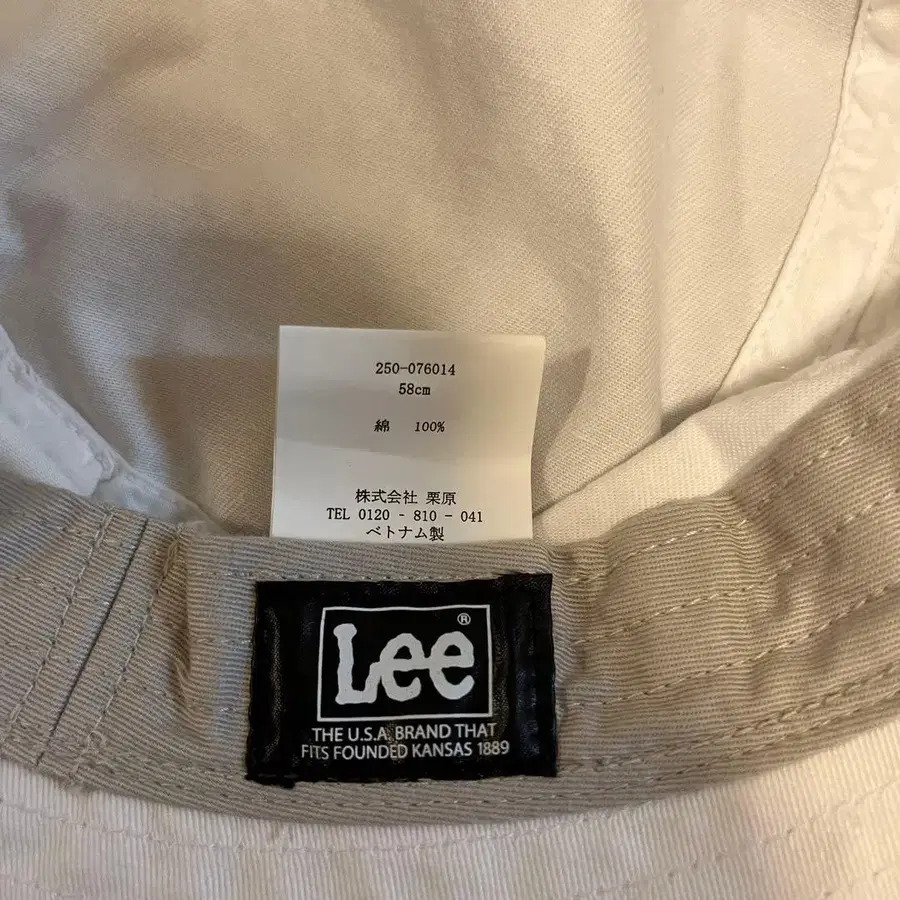 250-076014
58cm
綿 100%
株式会社 栗原
TEL 0120 - 810 - 041
ベトナム製
Lee®
THE U.S.A. BRAND THAT
FITS FOUNDED KANSAS 1889